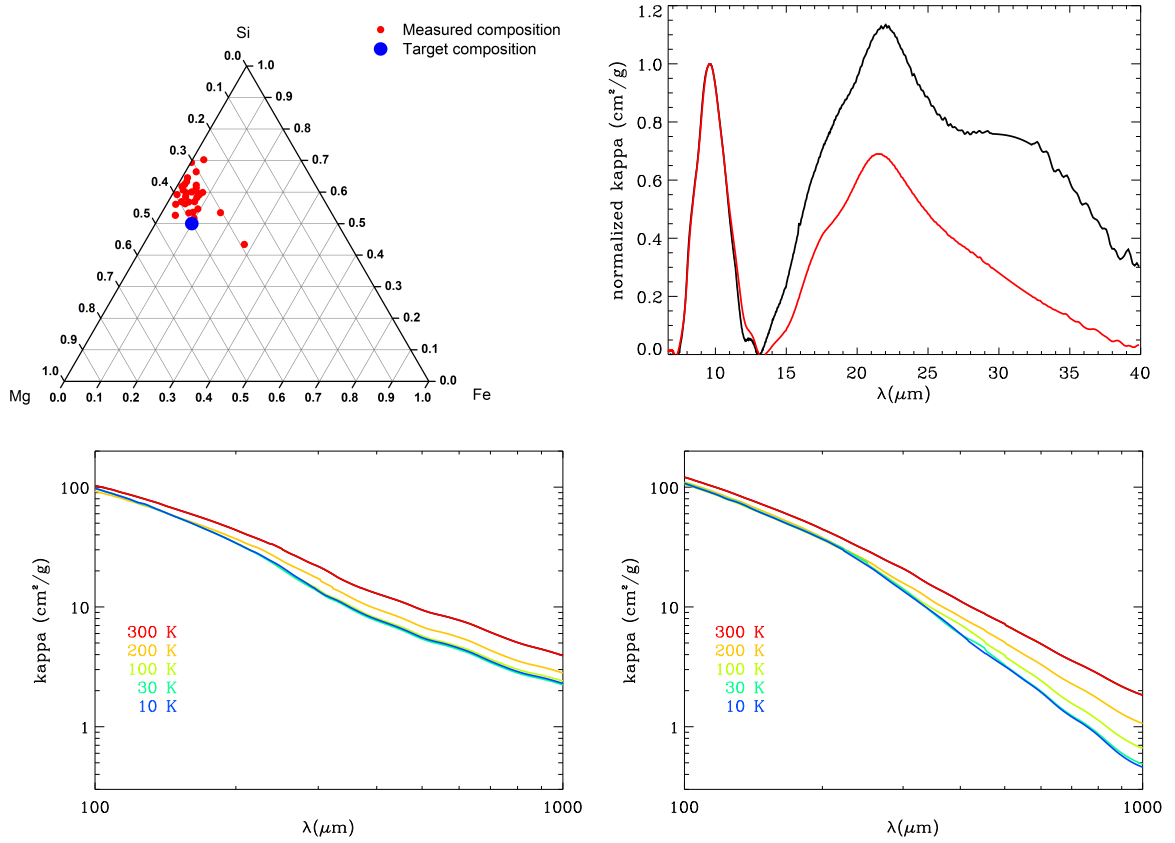 Si
Measured composition
Target composition
0.0 1.0
0.1 0.9
0.2 0.8
0.3 0.7
0.4 0.6
0.5 0.5
0.6 0.4
0.7 0.3
0.8 0.2
0.9 0.1
1.0 0.0
Mg Fe
0.0 0.1 0.2 0.3 0.4 0.5 0.6 0.7 0.8 0.9 1.0
normalized kappa (cm²/g)
1.2
1.0
0.8
0.6
0.4
0.2
0.0
10 15 20 25 30 35 40
λ(μm)
kappa (cm²/g)
100
10
1
300 K
200 K
100 K
30 K
10 K
100 1000
λ(μm)
kappa (cm²/g)
100
10
1
300 K
200 K
100 K
30 K
10 K
100 1000
λ(μm)